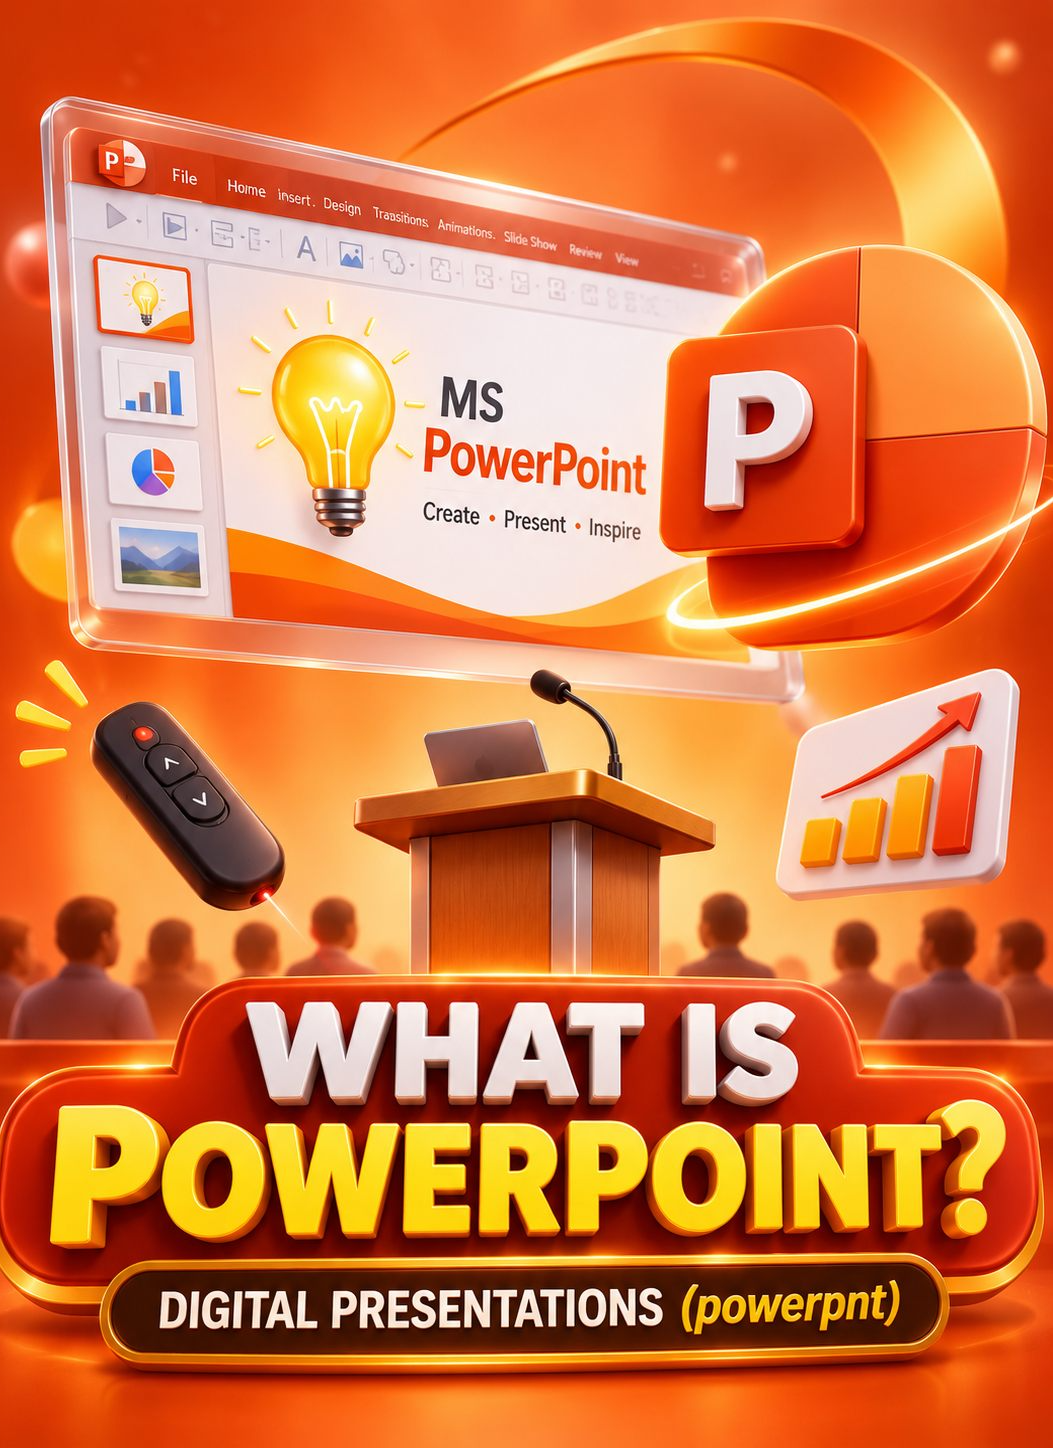 P
File Home Insert. Design Transitions Animations. Slide Show Review View
A
MS
PowerPoint
Create • Present • Inspire
P
WHAT IS
POWERPOINT?
DIGITAL PRESENTATIONS (powerpnt)